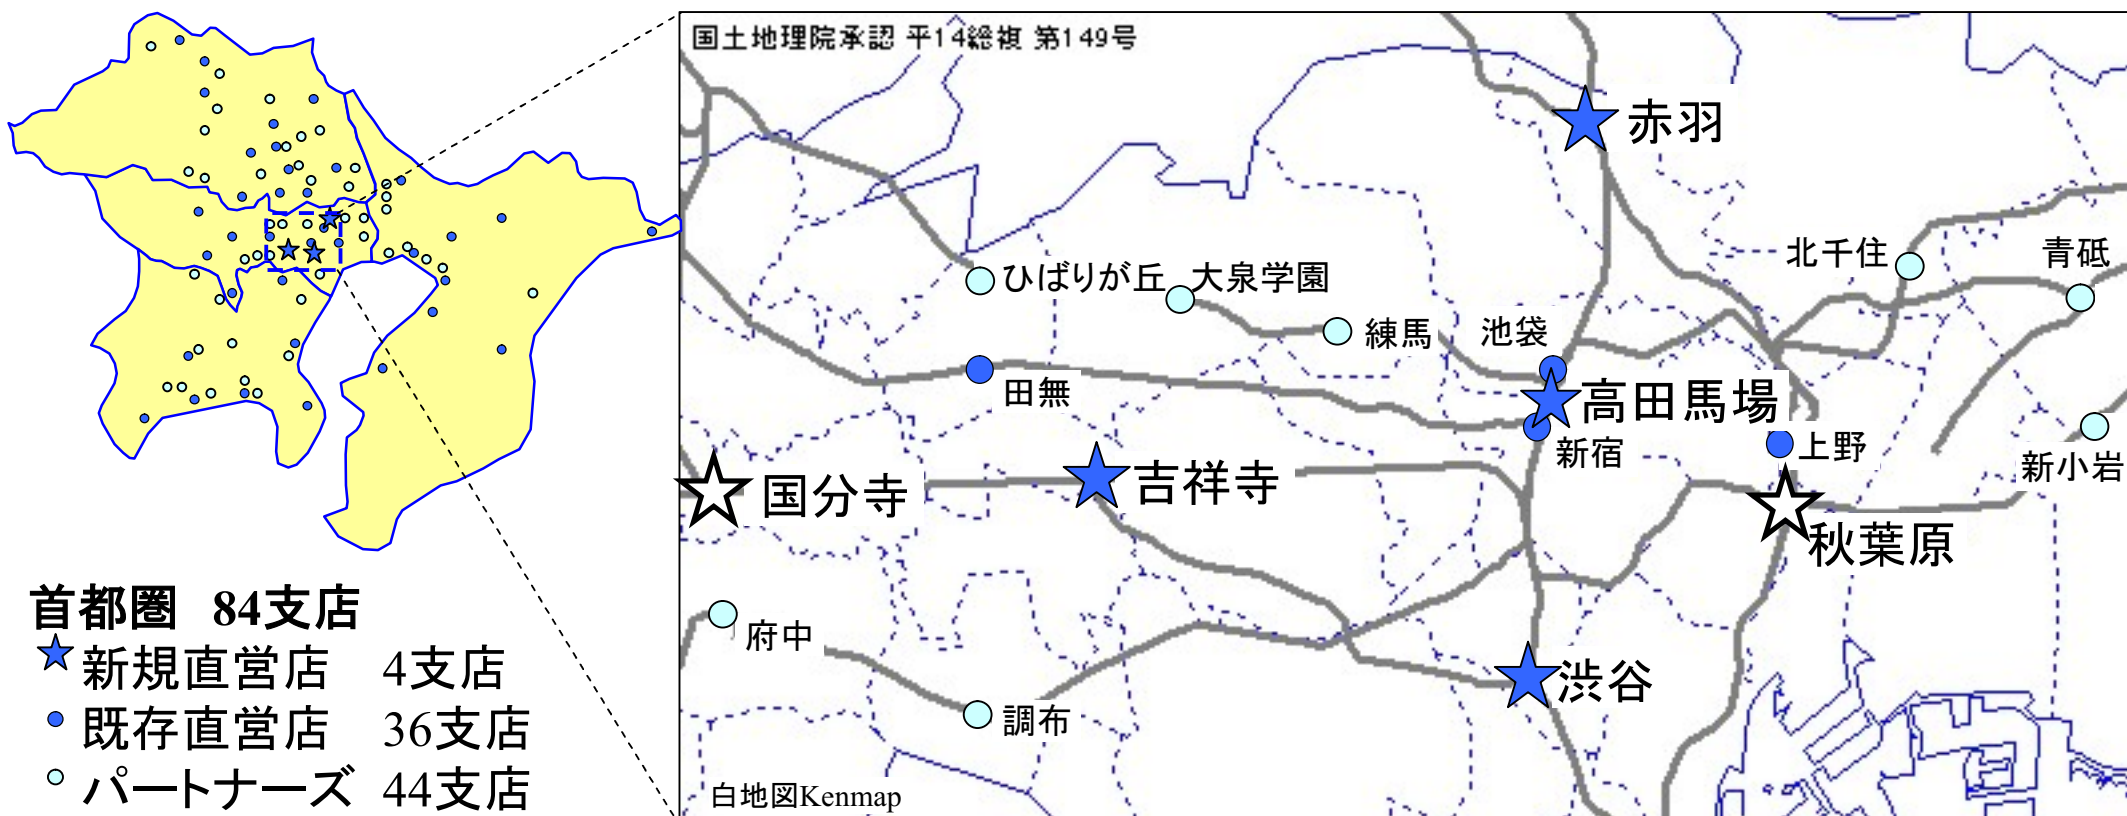 国土地理院承認 平14総複 第149号
赤羽
北千住
青砥
ひばりが丘
大泉学園
練馬
池袋
田無
高田馬場
新宿
上野
新小岩
国分寺
吉祥寺
秋葉原
府中
渋谷
調布
白地図Kenmap
首都圏 84支店
新規直営店 4支店
既存直営店 36支店
パートナーズ 44支店